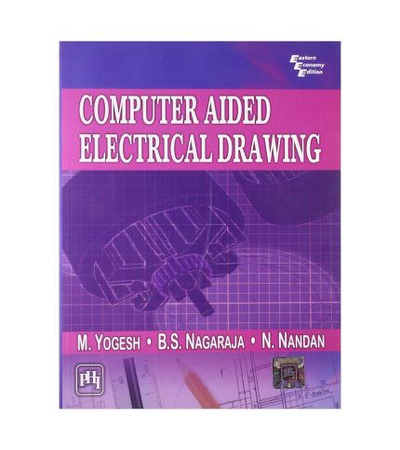 Eastern
Economy
Edition
COMPUTER AIDED
ELECTRICAL DRAWING
M. YOGESH • B.S. NAGARAJA • N. NANDAN
PHI